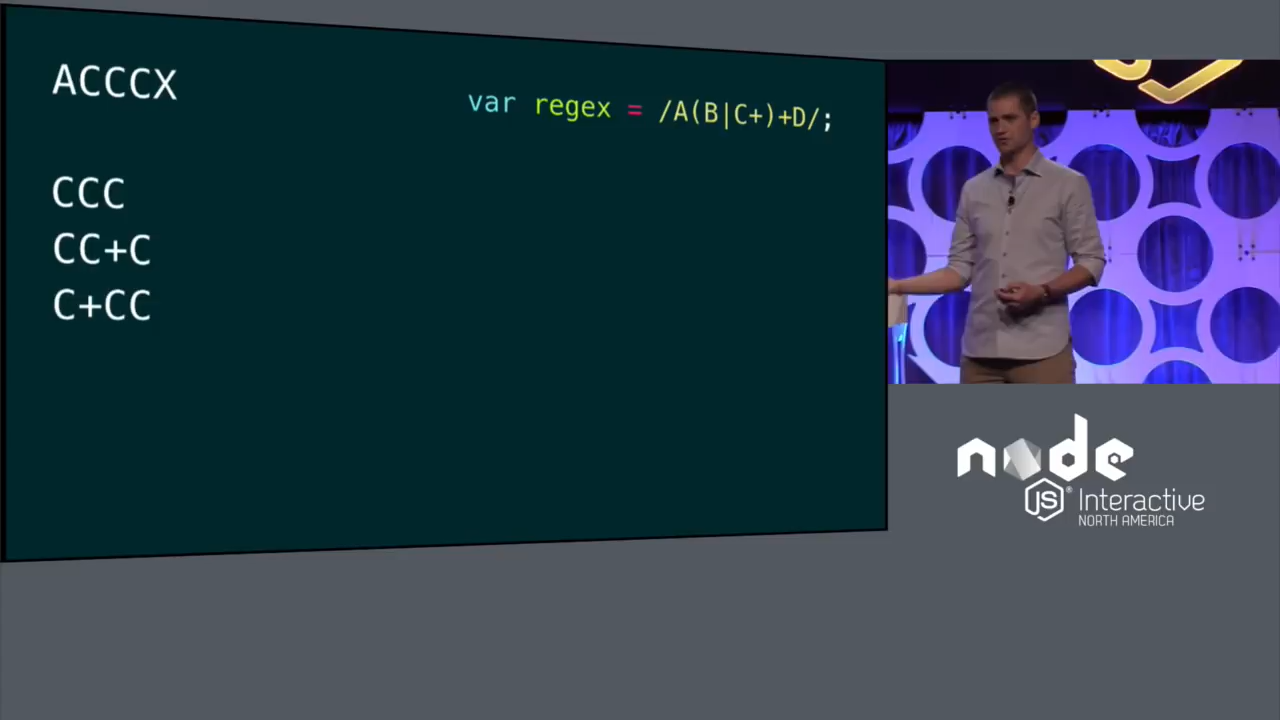 ACCCX
var regex = /A(B|C+)+D/;
CCC
CC+C
C+CC
node
JS® Interactive
NORTH AMERICA